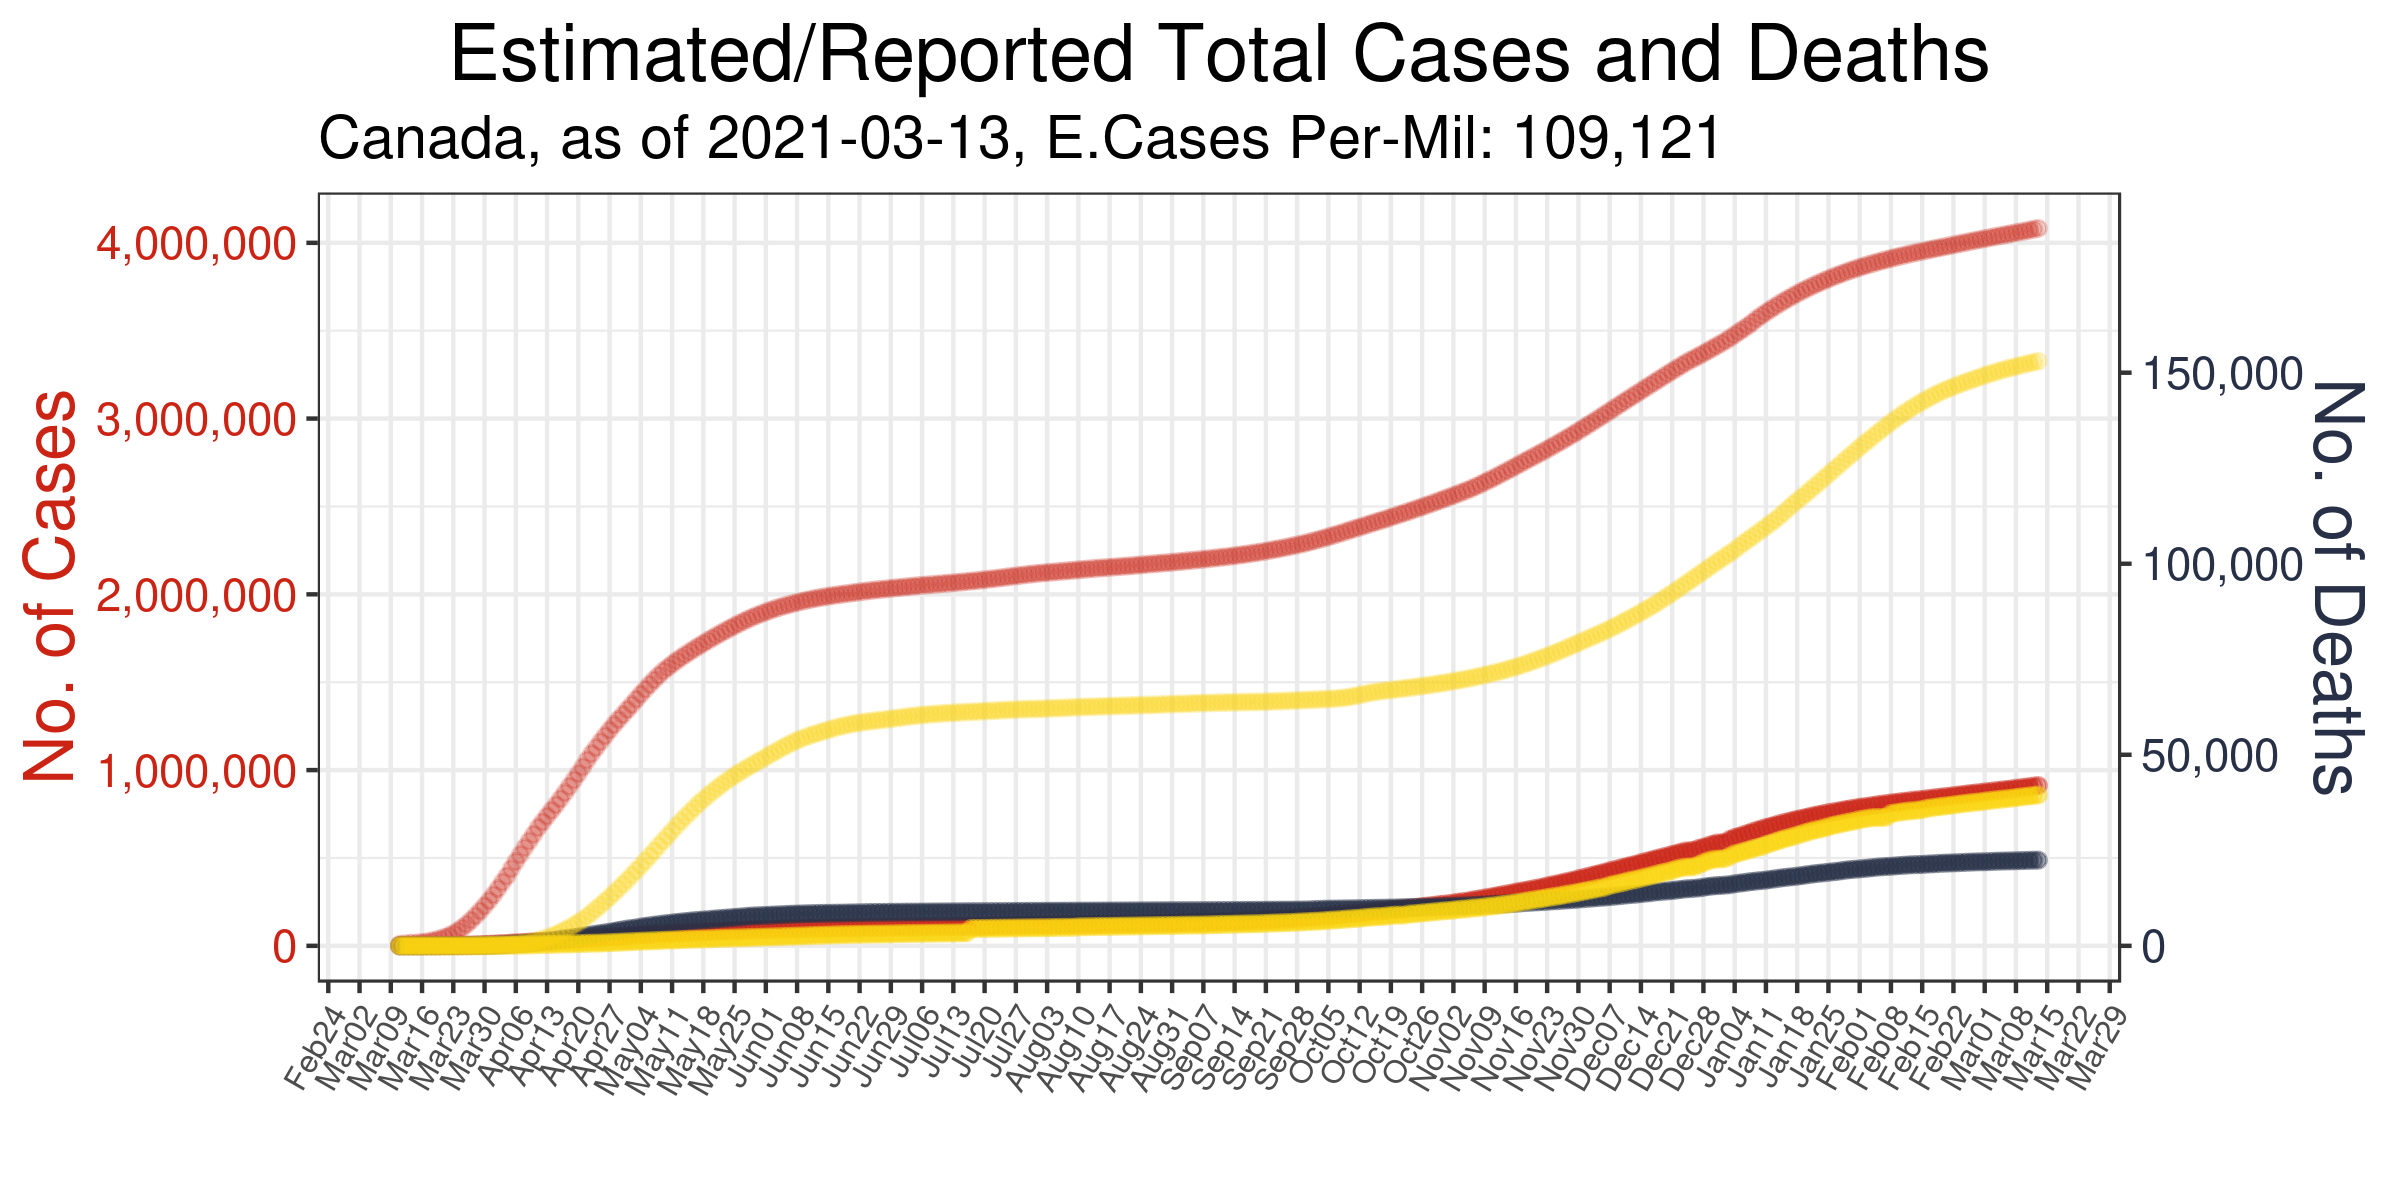 Estimated/Reported Total Cases and Deaths
Canada, as of 2021-03-13, E.Cases Per-Mil: 109,121
No. of Cases
4,000,000
3,000,000
2,000,000
1,000,000
0
150,000
100,000
50,000
0
No. of Deaths
Feb24
Mar02
Mar09
Mar16
Mar23
Mar30
Apr06
Apr13
Apr20
Apr27
May04
May11
May18
May25
Jun01
Jun08
Jun15
Jun22
Jun29
Jul06
Jul13
Jul20
Jul27
Aug03
Aug10
Aug17
Aug24
Aug31
Sep07
Sep14
Sep21
Sep28
Oct05
Oct12
Oct19
Oct26
Nov02
Nov09
Nov16
Nov23
Nov30
Dec07
Dec14
Dec21
Dec28
Jan04
Jan11
Jan18
Jan25
Feb01
Feb08
Feb15
Feb22
Mar01
Mar08
Mar15
Mar22
Mar29